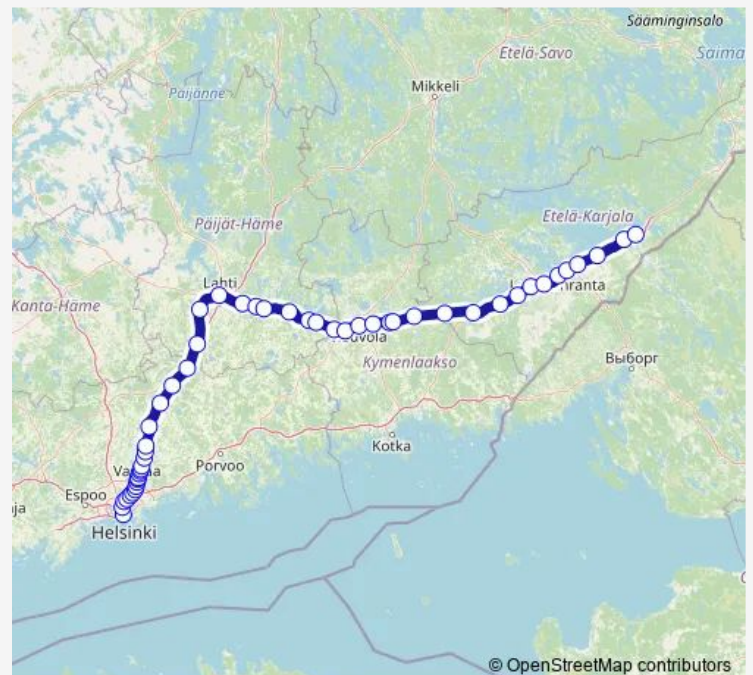 Sääminginsalo
Etelä-Savo
Saima
Mikkeli
Päijänne
Etelä-Karjala
Päijät-Häme
Lahti
Kanta-Häme
Выборг
Kymenlaakso
Kotka
Porvoo
Espoo
Helsinki
© OpenStreetMap contributors